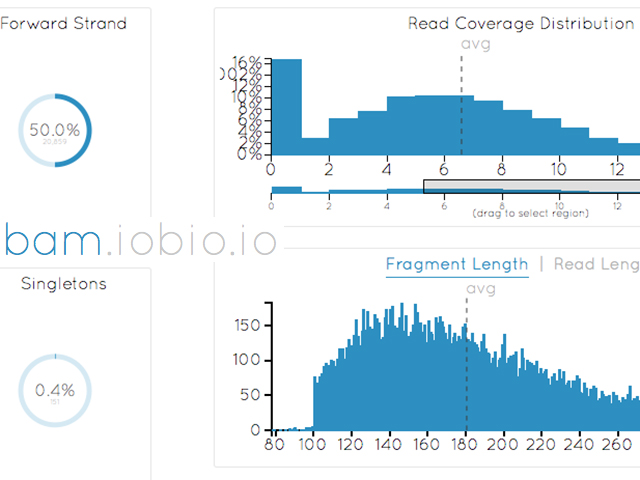 Forward Strand
50.0%
20,859
Read Coverage Distribution
avg
16%
12%
10%
8%
6%
4%
2%
0%
0 2 4 6 8 10 12
0 2 4 6 8 10 12
(drag to select region)
bam.iobio.io
Singletons
0.4%
151
Fragment Length | Read Leng
avg
150
100
50
0
80 100 120 140 160 180 200 220 240 260